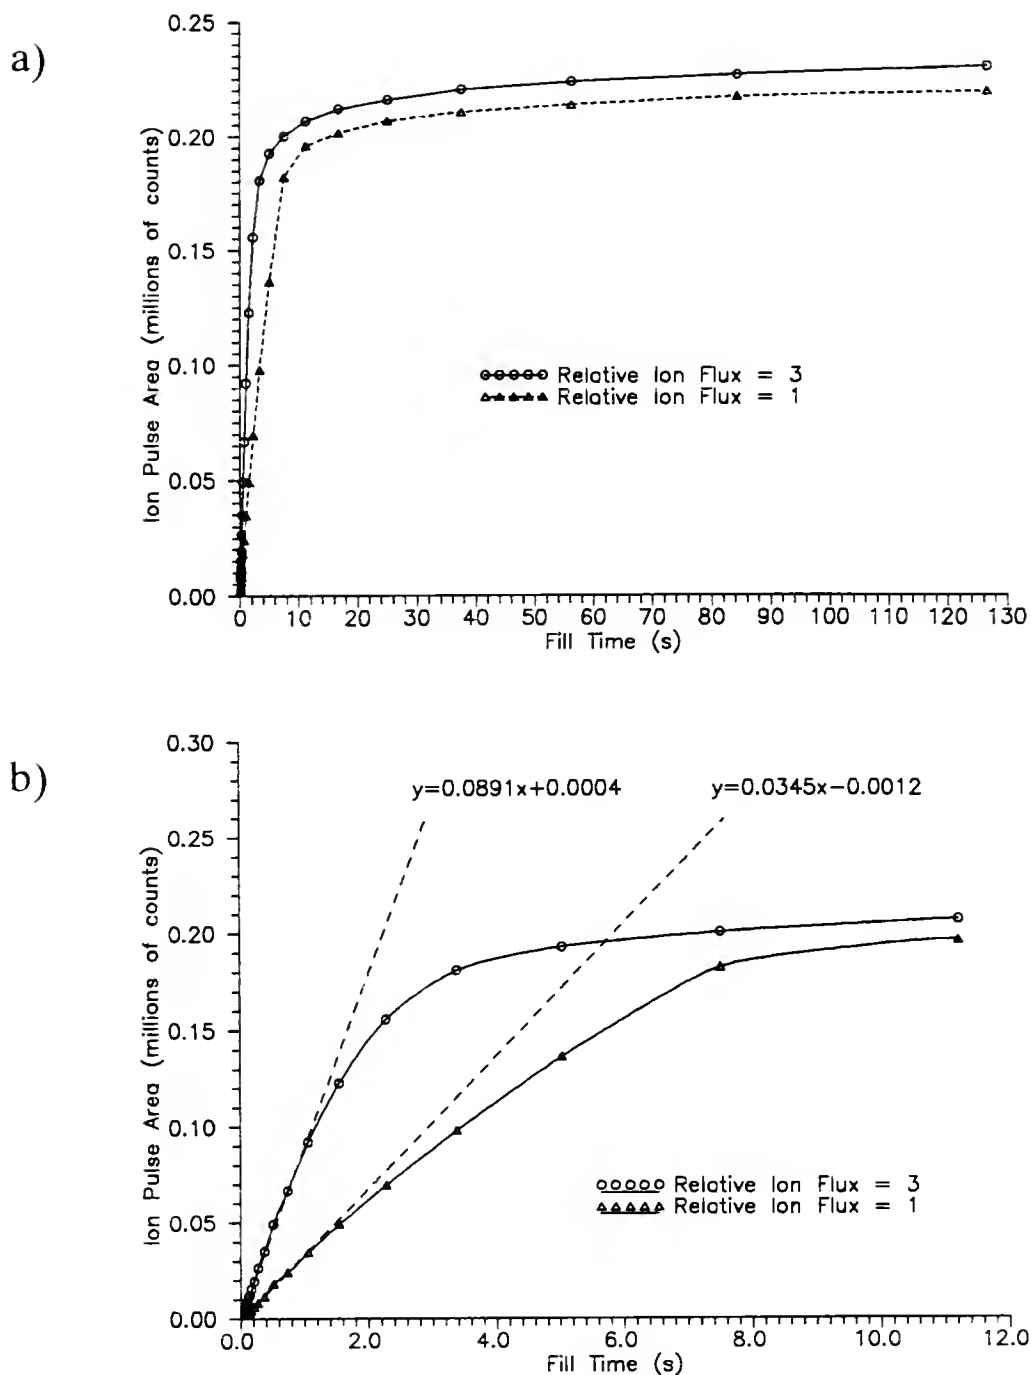 a)
0.25
0.20
0.15
0.10
0.05
0.00
Ion Pulse Area (millions of counts)
Relative Ion Flux = 3
Relative Ion Flux = 1
0 10 20 30 40 50 60 70 80 90 100 110 120 130
Fill Time (s)
b)
0.30
0.25
0.20
0.15
0.10
0.05
0.00
Ion Pulse Area (millions of counts)
y=0.0891x+0.0004
y=0.0345x−0.0012
Relative Ion Flux = 3
Relative Ion Flux = 1
0.0 2.0 4.0 6.0 8.0 10.0 12.0
Fill Time (s)